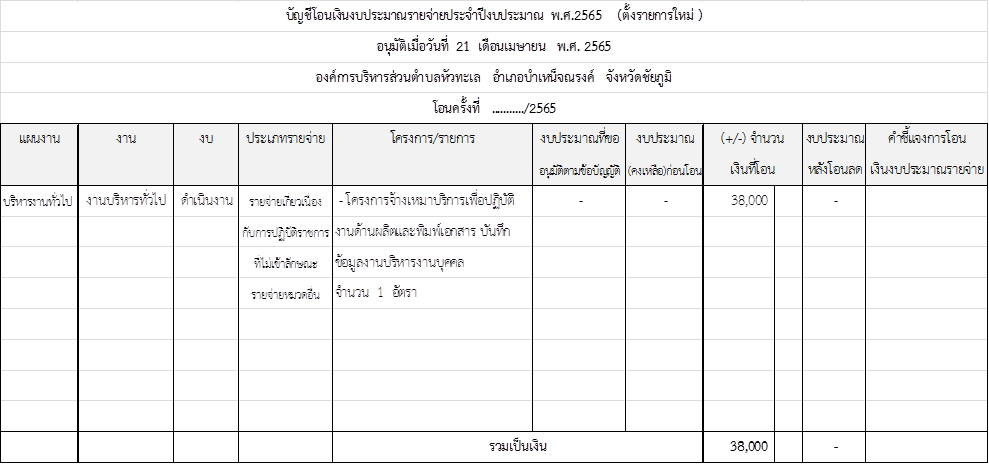 บัญชีโอนเงินงบประมาณรายจ่ายประจำปีงบประมาณ พ.ศ.2565 (ตั้งรายการใหม่ )
อนุมัติเมื่อวันที่ 21 เดือนเมษายน พ.ศ. 2565
องค์การบริหารส่วนตำบลหัวทะเล อำเภอบำเหน็จณรงค์ จังหวัดชัยภูมิ
โอนครั้งที่ .........../2565
แผนงาน งาน งบ ประเภทรายจ่าย โครงการ/รายการ งบประมาณที่ขอ งบประมาณ (+/-) จำนวน งบประมาณ คำชี้แจงการโอน
อนุมัติตามข้อบัญญัติ (คงเหลือ)ก่อนโอน เงินที่โอน หลังโอนลด เงินงบประมาณรายจ่าย
บริหารงานทั่วไป งานบริหารทั่วไป ดำเนินงาน รายจ่ายเกี่ยวเนื่อง - โครงการจ้างเหมาบริการเพื่อปฏิบัติ - - 38,000 -
กับการปฏิบัติราชการ งานด้านผลิตและพิมพ์เอกสาร บันทึก
ที่ไม่เข้าลักษณะ ข้อมูลงานบริหารงานบุคคล
รายจ่ายหมวดอื่น จำนวน 1 อัตรา
รวมเป็นเงิน 38,000 -